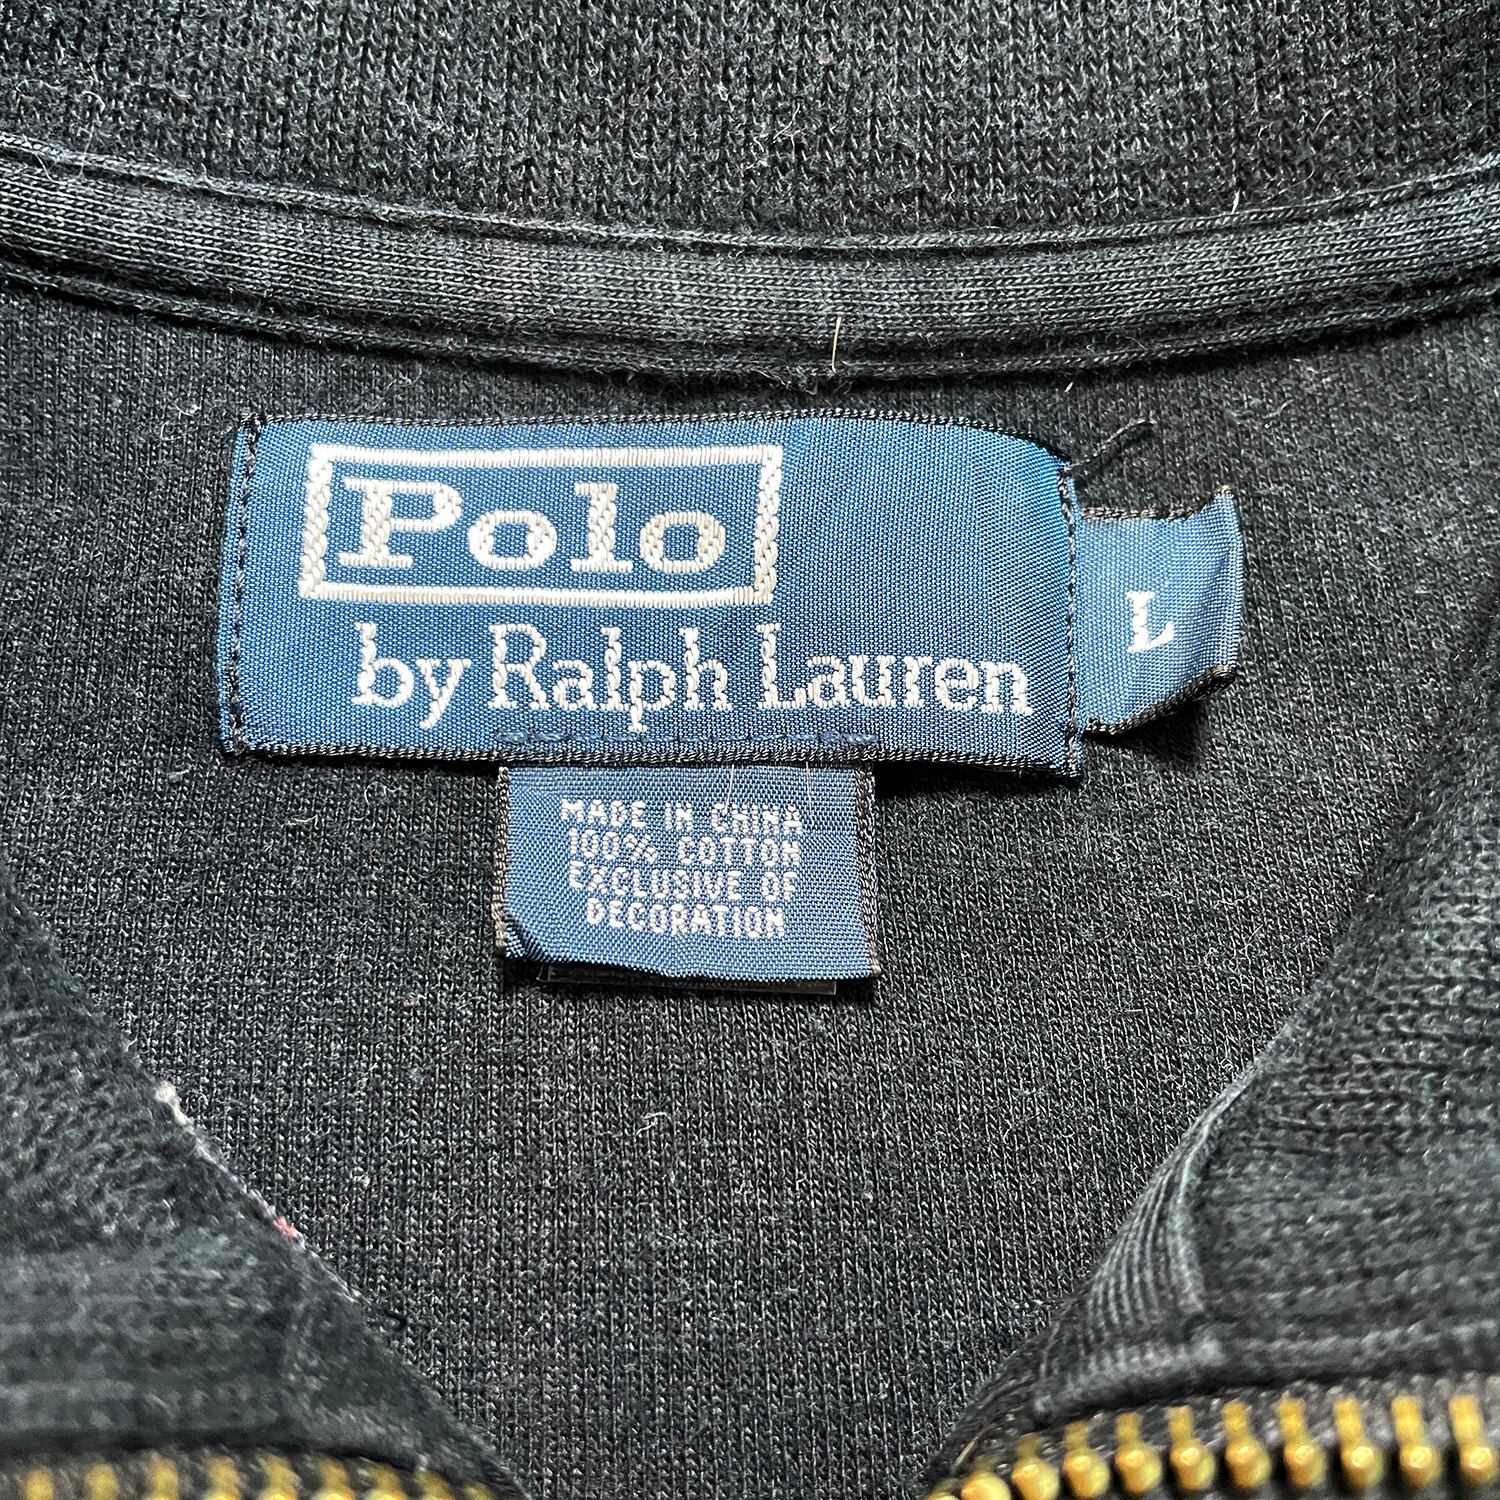 Polo
by Ralph Lauren
L
MADE IN CHINA
100% COTTON
EXCLUSIVE OF
DECORATION